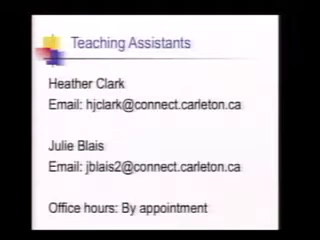 Teaching Assistants
Heather Clark
Email: hjclark@connect.carleton.ca
Julie Blais
Email: jblais2@connect.carleton.ca
Office hours: By appointment